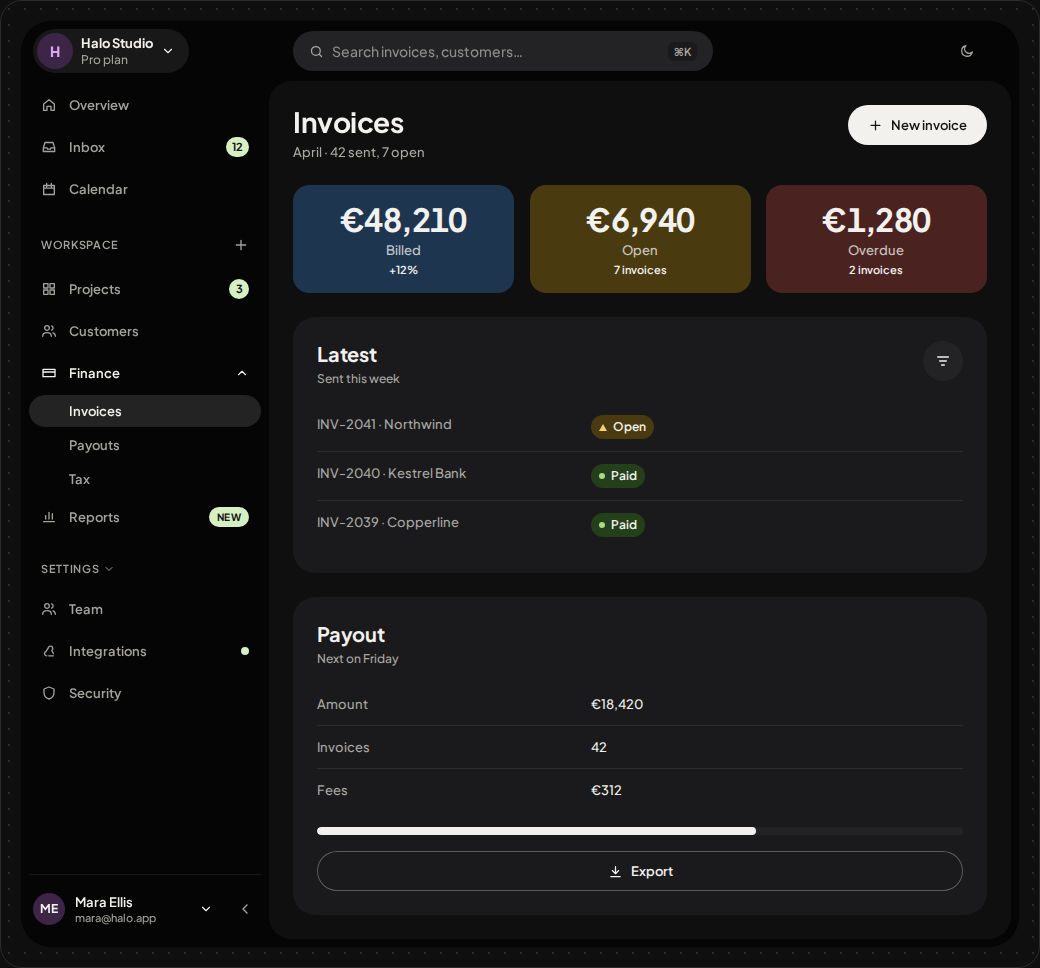 H
Halo Studio
Pro plan
Search invoices, customers...
⌘K
Overview
Inbox
12
Calendar
WORKSPACE
Projects
3
Customers
Finance
Invoices
Payouts
Tax
Reports
NEW
SETTINGS
Team
Integrations
Security
ME
Mara Ellis
mara@halo.app
Invoices
April · 42 sent, 7 open
New invoice
€48,210
Billed
+12%
€6,940
Open
7 invoices
€1,280
Overdue
2 invoices
Latest
Sent this week
INV-2041 · Northwind
Open
INV-2040 · Kestrel Bank
Paid
INV-2039 · Copperline
Paid
Payout
Next on Friday
Amount
€18,420
Invoices
42
Fees
€312
Export